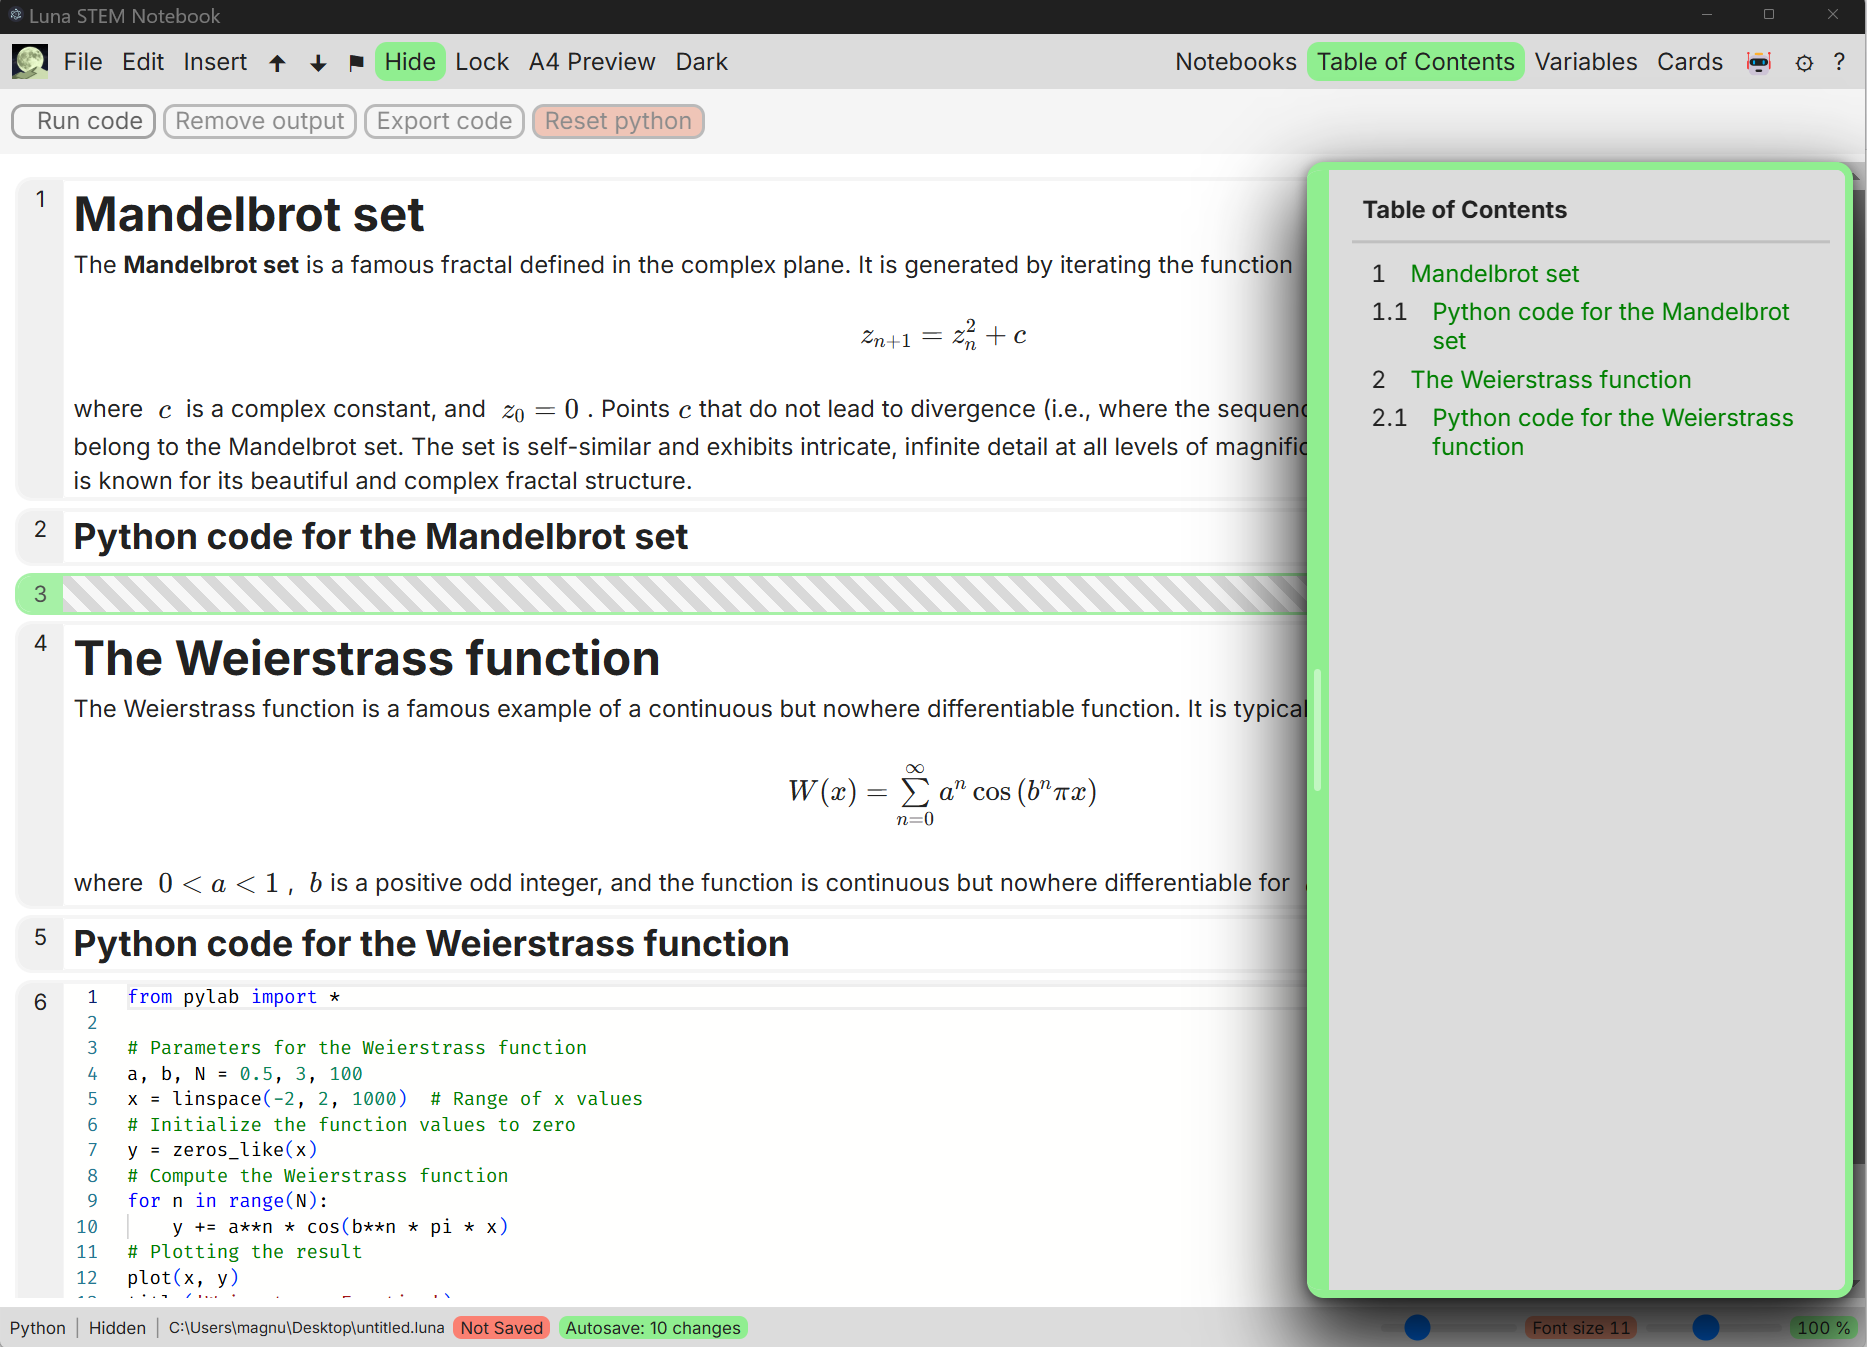 Luna STEM Notebook
File Edit Insert Hide Lock A4 Preview Dark Notebooks Table of Contents Variables Cards ?
Run code Remove output Export code Reset python
1 Mandelbrot set
The Mandelbrot set is a famous fractal defined in the complex plane. It is generated by iterating the function
z_{n+1} = z_n^2 + c
where c is a complex constant, and z_0 = 0 . Points c that do not lead to divergence (i.e., where the sequenc
belong to the Mandelbrot set. The set is self-similar and exhibits intricate, infinite detail at all levels of magnific
is known for its beautiful and complex fractal structure.
2 Python code for the Mandelbrot set
3
4 The Weierstrass function
The Weierstrass function is a famous example of a continuous but nowhere differentiable function. It is typical
W(x) = \sum_{n=0}^{∞} a^n cos (b^n πx)
where 0 < a < 1 , b is a positive odd integer, and the function is continuous but nowhere differentiable for
5 Python code for the Weierstrass function
6
1 from pylab import *
2
3 # Parameters for the Weierstrass function
4 a, b, N = 0.5, 3, 100
5 x = linspace(-2, 2, 1000)  # Range of x values
6 # Initialize the function values to zero
7 y = zeros_like(x)
8 # Compute the Weierstrass function
9 for n in range(N):
10     y += a**n * cos(b**n * pi * x)
11 # Plotting the result
12 plot(x, y)
Table of Contents
1 Mandelbrot set
1.1 Python code for the Mandelbrot
set
2 The Weierstrass function
2.1 Python code for the Weierstrass
function
Python | Hidden | C:\Users\magnu\Desktop\untitled.luna Not Saved Autosave: 10 changes Font size 11 100 %